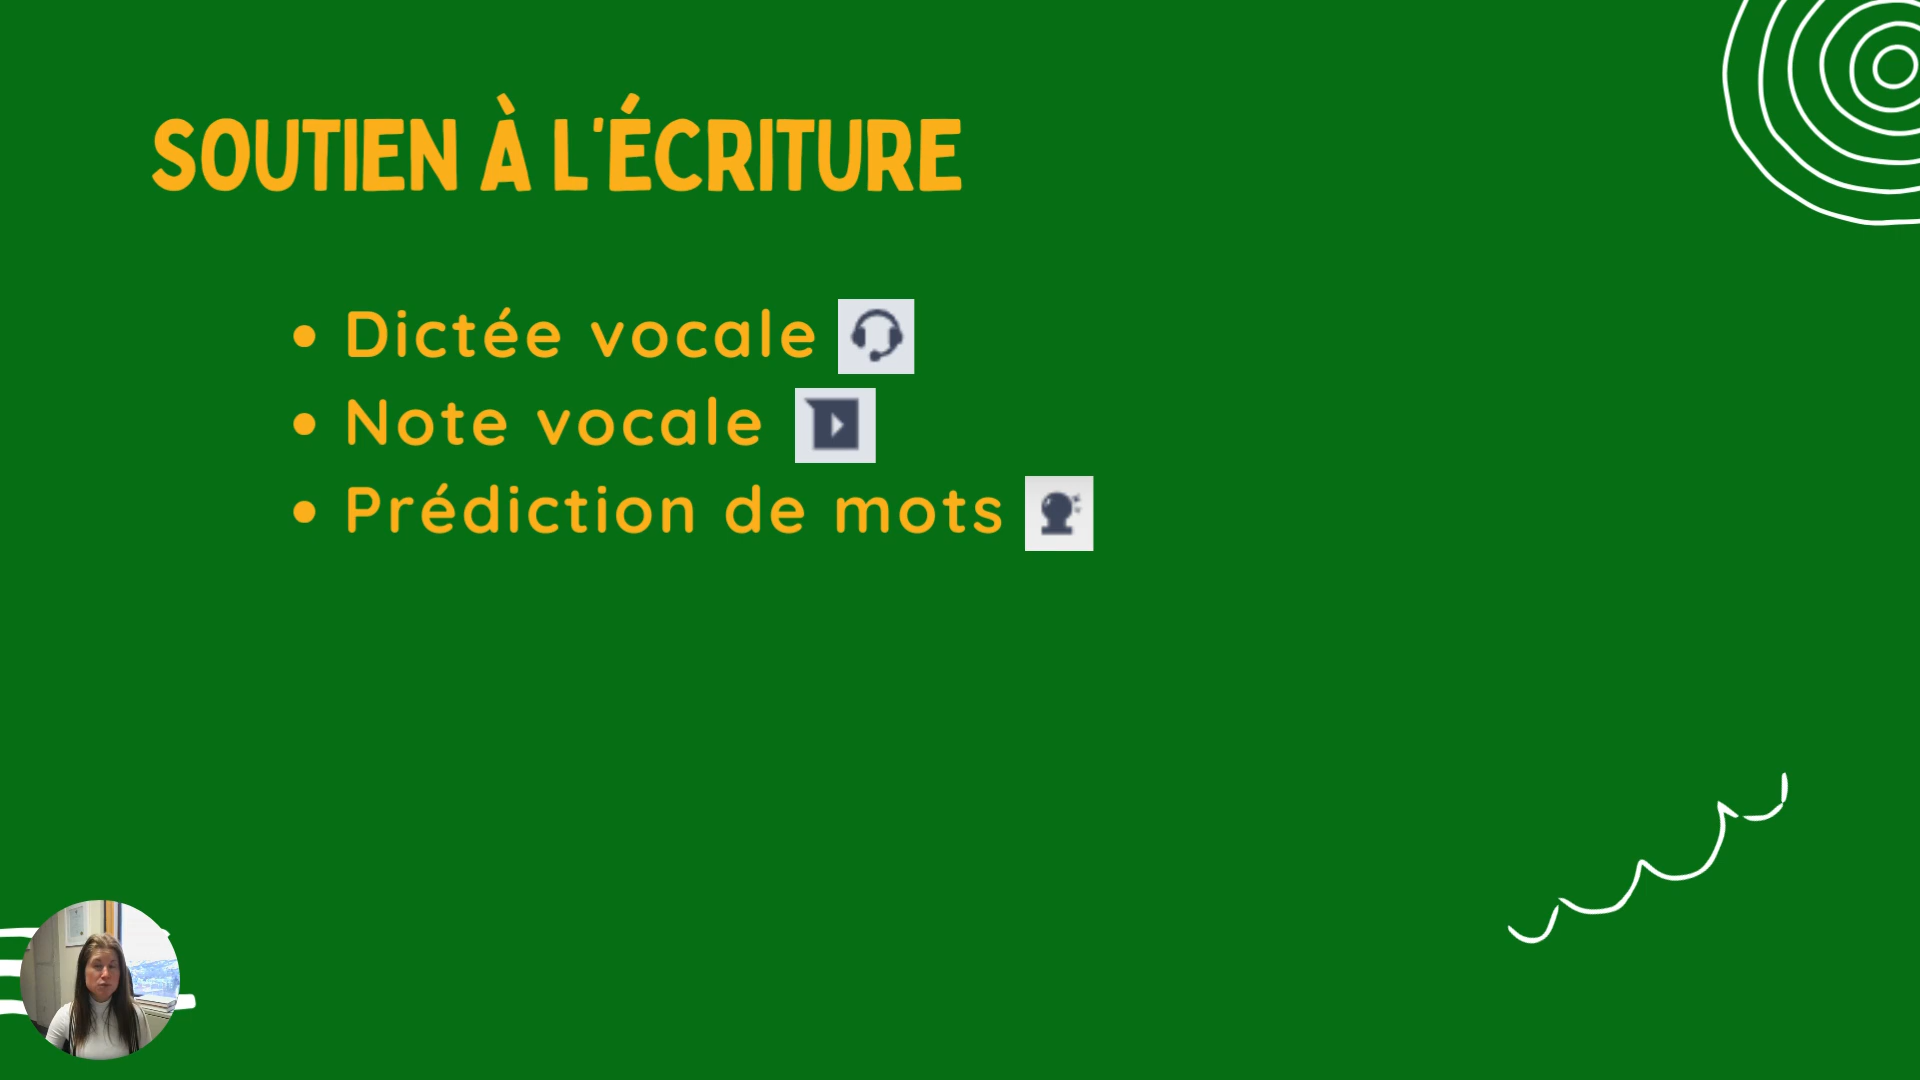 SOUTIEN À L'ÉCRITURE
• Dictée vocale
• Note vocale
• Prédiction de mots